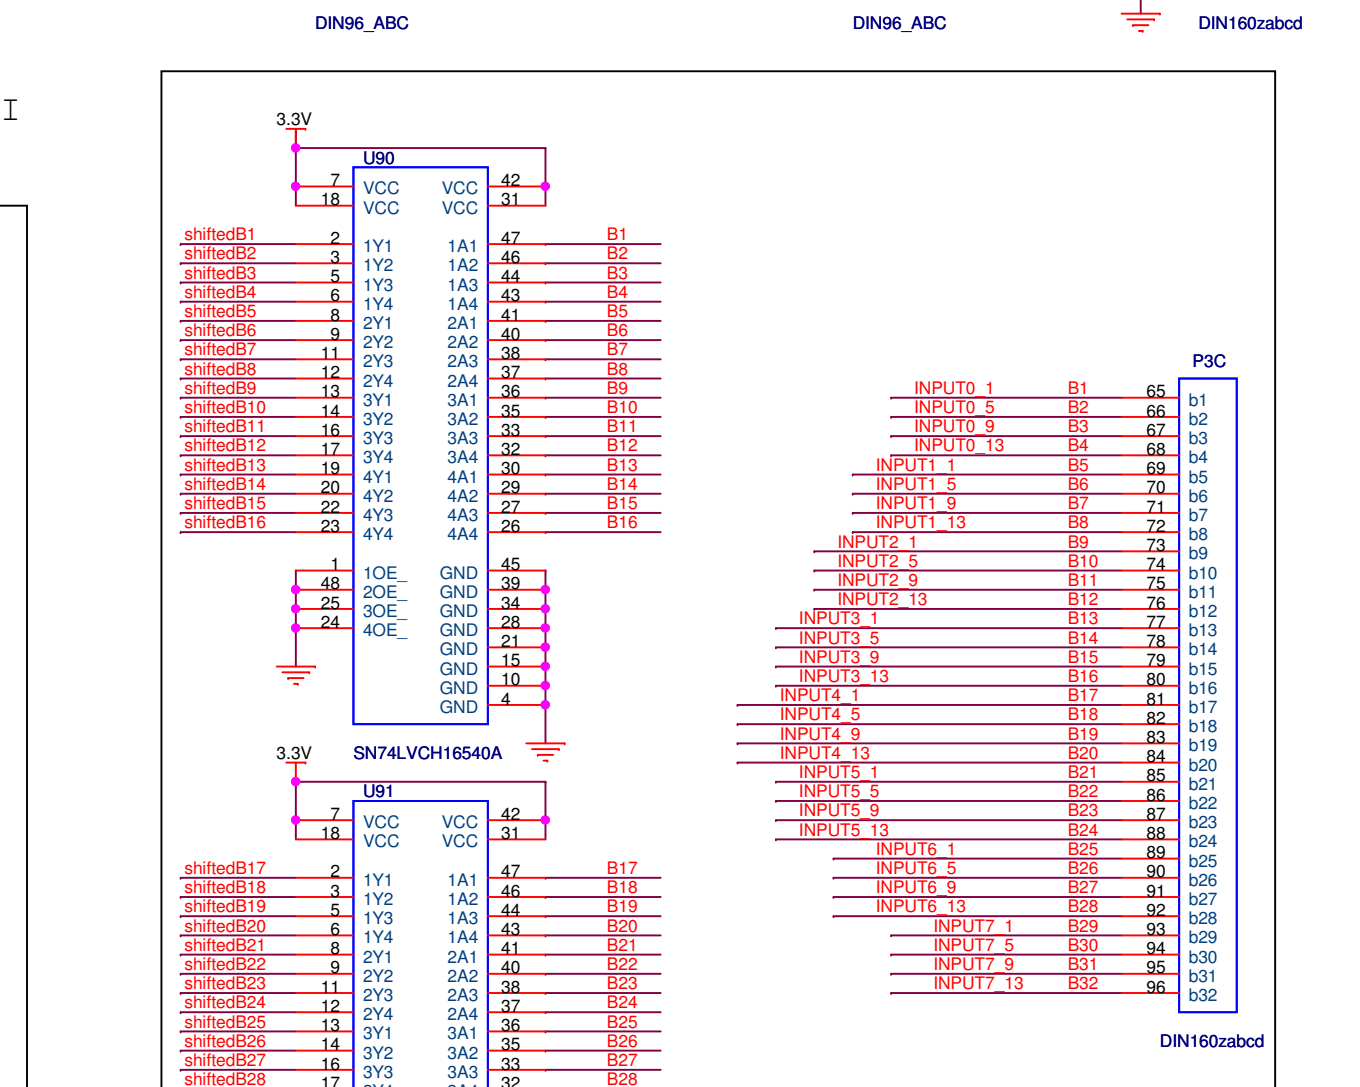 DIN96_ABC DIN96_ABC DIN160zabcd
I
3.3V
U90
7 VCC VCC 42
18 VCC VCC 31
shiftedB1 2 1Y1 1A1 47 B1
shiftedB2 3 1Y2 1A2 46 B2
shiftedB3 5 1Y3 1A3 44 B3
shiftedB4 6 1Y4 1A4 43 B4
shiftedB5 8 2Y1 2A1 41 B5
shiftedB6 9 2Y2 2A2 40 B6
shiftedB7 11 2Y3 2A3 38 B7
shiftedB8 12 2Y4 2A4 37 B8
shiftedB9 13 3Y1 3A1 36 B9
shiftedB10 14 3Y2 3A2 35 B10
shiftedB11 16 3Y3 3A3 33 B11
shiftedB12 17 3Y4 3A4 32 B12
shiftedB13 19 4Y1 4A1 30 B13
shiftedB14 20 4Y2 4A2 29 B14
shiftedB15 22 4Y3 4A3 27 B15
shiftedB16 23 4Y4 4A4 26 B16
1 1OE_ GND 45
48 2OE_ GND 39
25 3OE_ GND 34
24 4OE_ GND 28
GND 21
GND 15
GND 10
GND 4
SN74LVCH16540A
3.3V
U91
7 VCC VCC 42
18 VCC VCC 31
shiftedB17 2 1Y1 1A1 47 B17
shiftedB18 3 1Y2 1A2 46 B18
shiftedB19 5 1Y3 1A3 44 B19
shiftedB20 6 1Y4 1A4 43 B20
shiftedB21 8 2Y1 2A1 41 B21
shiftedB22 9 2Y2 2A2 40 B22
shiftedB23 11 2Y3 2A3 38 B23
shiftedB24 12 2Y4 2A4 37 B24
shiftedB25 13 3Y1 3A1 36 B25
shiftedB26 14 3Y2 3A2 35 B26
shiftedB27 16 3Y3 3A3 33 B27
shiftedB28 17 32 B28
P3C
INPUT0_1 B1 65 b1
INPUT0_5 B2 66 b2
INPUT0_9 B3 67 b3
INPUT0_13 B4 68 b4
INPUT1_1 B5 69 b5
INPUT1_5 B6 70 b6
INPUT1_9 B7 71 b7
INPUT1_13 B8 72 b8
INPUT2_1 B9 73 b9
INPUT2_5 B10 74 b10
INPUT2_9 B11 75 b11
INPUT2_13 B12 76 b12
INPUT3_1 B13 77 b13
INPUT3_5 B14 78 b14
INPUT3_9 B15 79 b15
INPUT3_13 B16 80 b16
INPUT4_1 B17 81 b17
INPUT4_5 B18 82 b18
INPUT4_9 B19 83 b19
INPUT4_13 B20 84 b20
INPUT5_1 B21 85 b21
INPUT5_5 B22 86 b22
INPUT5_9 B23 87 b23
INPUT5_13 B24 88 b24
INPUT6_1 B25 89 b25
INPUT6_5 B26 90 b26
INPUT6_9 B27 91 b27
INPUT6_13 B28 92 b28
INPUT7_1 B29 93 b29
INPUT7_5 B30 94 b30
INPUT7_9 B31 95 b31
INPUT7_13 B32 96 b32
DIN160zabcd